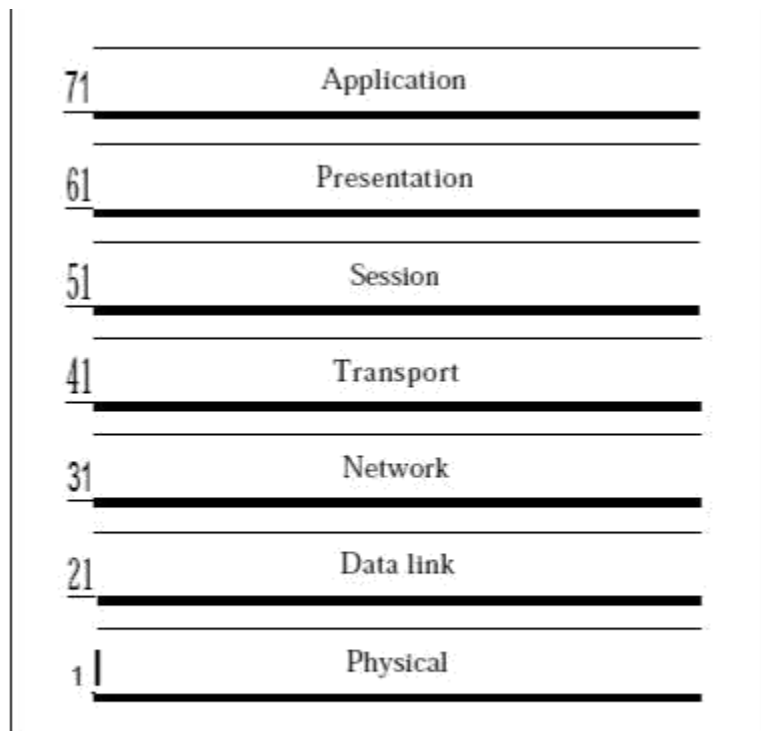 71 Application
61 Presentation
51 Session
41 Transport
31 Network
21 Data link
1 Physical